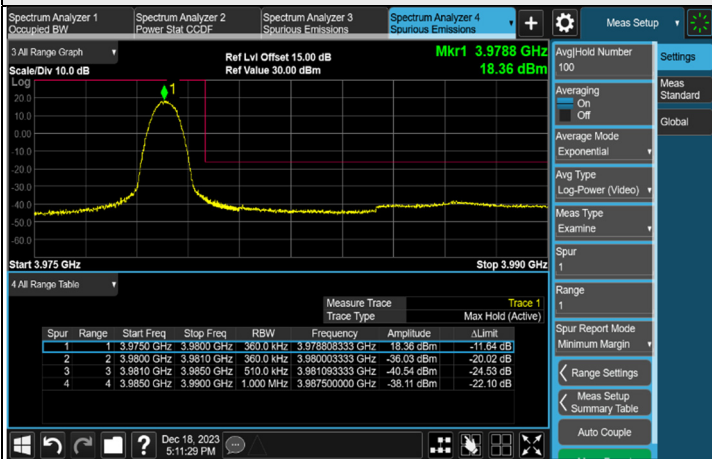 Spectrum Analyzer 1
Occupied BW
Spectrum Analyzer 2
Power Stat CCDF
Spectrum Analyzer 3
Spurious Emissions
Spectrum Analyzer 4
Spurious Emissions
+
Meas Setup
3 All Range Graph
Scale/Div 10.0 dB
Ref Lvl Offset 15.00 dB
Ref Value 30.00 dBm
Mkr1 3.9788 GHz
18.36 dBm
Log
1
20.0
10.0
0.00
-10.0
-20.0
-30.0
-40.0
-50.0
-60.0
Start 3.975 GHz
Stop 3.990 GHz
4 All Range Table
Measure Trace Trace 1
Trace Type Max Hold (Active)
Spur Range Start Freq Stop Freq RBW Frequency Amplitude ΔLimit
1 1 3.9750 GHz 3.9800 GHz 360.0 kHz 3.978808333 GHz 18.36 dBm -11.64 dB
2 2 3.9800 GHz 3.9810 GHz 360.0 kHz 3.980003333 GHz -36.03 dBm -20.02 dB
3 3 3.9810 GHz 3.9850 GHz 510.0 kHz 3.981093333 GHz -40.54 dBm -24.53 dB
4 4 3.9850 GHz 3.9900 GHz 1.000 MHz 3.987500000 GHz -38.11 dBm -22.10 dB
?
Dec 18, 2023
5:11:29 PM
Avg|Hold Number
100
Averaging
On
Off
Average Mode
Exponential
Avg Type
Log-Power (Video)
Meas Type
Examine
Spur
1
Range
1
Spur Report Mode
Minimum Margin
Range Settings
Meas Setup
Summary Table
Auto Couple
Settings
Meas
Standard
Global